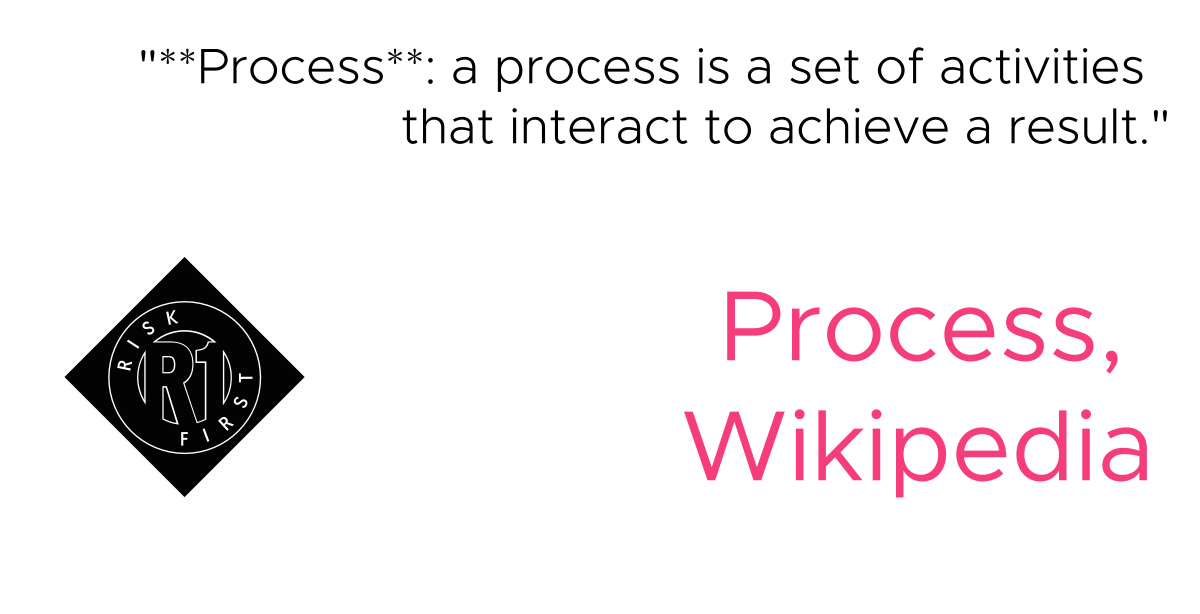 "**Process**: a process is a set of activities
that interact to achieve a result."
RISK
R1
FIRST
Process,
Wikipedia